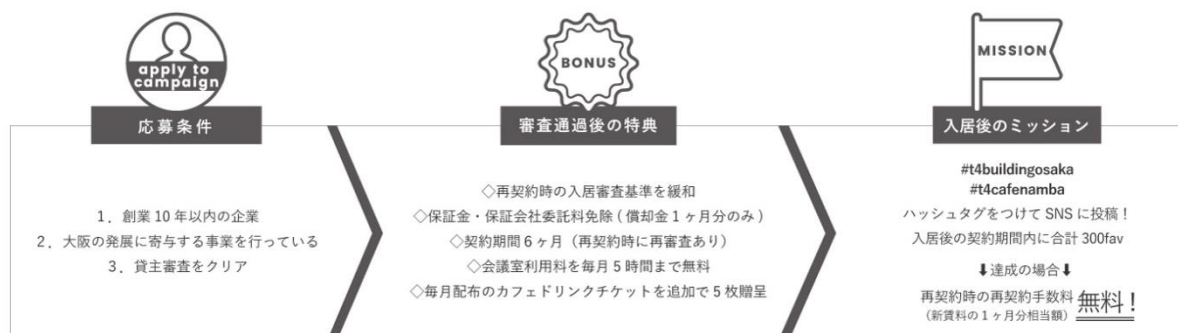 apply to
campaign
応募条件
1. 創業10年以内の企業
2. 大阪の発展に寄与する事業を行っている
3. 貸主審査をクリア
BONUS
審査通過後の特典
◇再契約時の入居審査基準を緩和
◇保証金・保証会社委託料免除(償却金1ヶ月分のみ)
◇契約期間6ヶ月(再契約時に再審査あり)
◇会議室利用料を毎月5時間まで無料
◇毎月配布のカフェドリンクチケットを追加で5枚贈呈
MISSION
入居後のミッション
#t4buildingosaka
#t4cafenamba
ハッシュタグをつけてSNSに投稿!
入居後の契約期間内に合計300fav
⬇達成の場合⬇
再契約時の再契約手数料 無料!
(新賃料の1ヶ月分相当額)